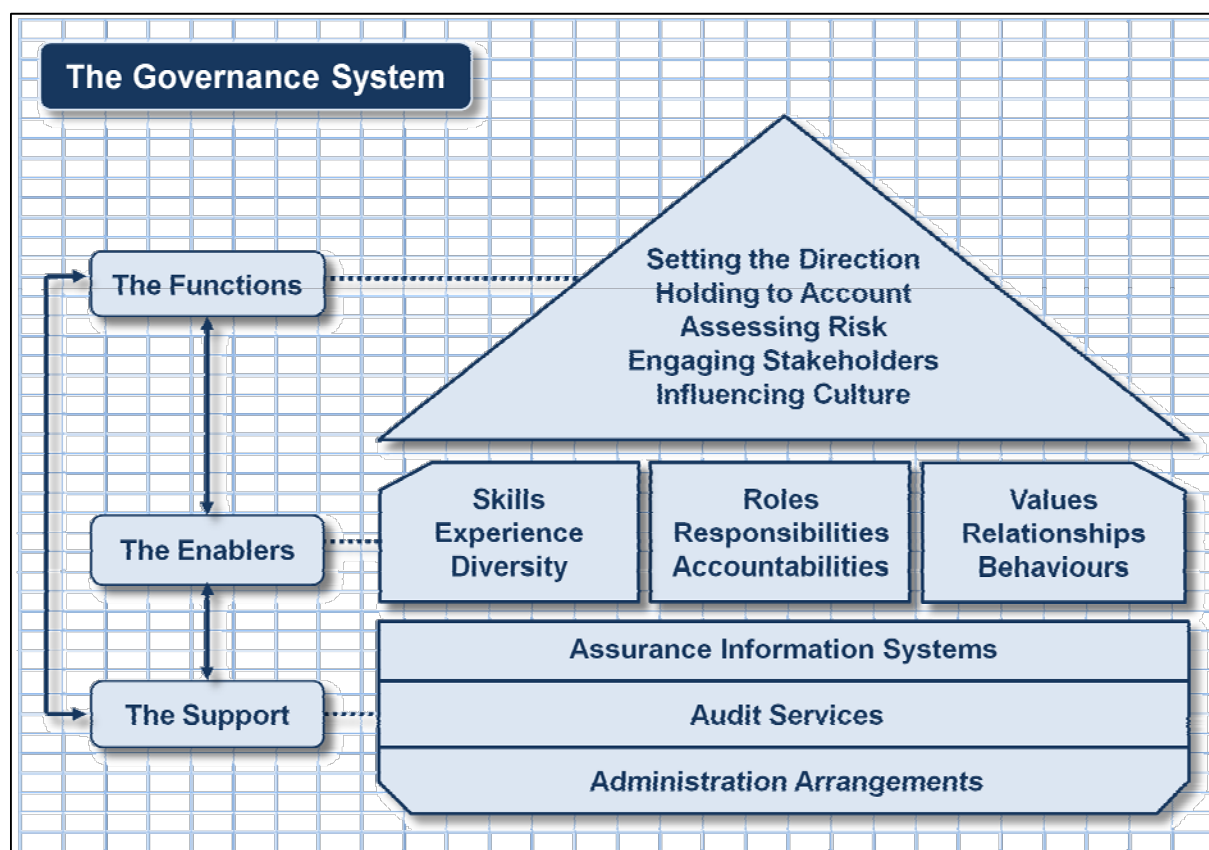 The Governance System
The Functions
Setting the Direction
Holding to Account
Assessing Risk
Engaging Stakeholders
Influencing Culture
The Enablers
Skills
Experience
Diversity
Roles
Responsibilities
Accountabilities
Values
Relationships
Behaviours
The Support
Assurance Information Systems
Audit Services
Administration Arrangements